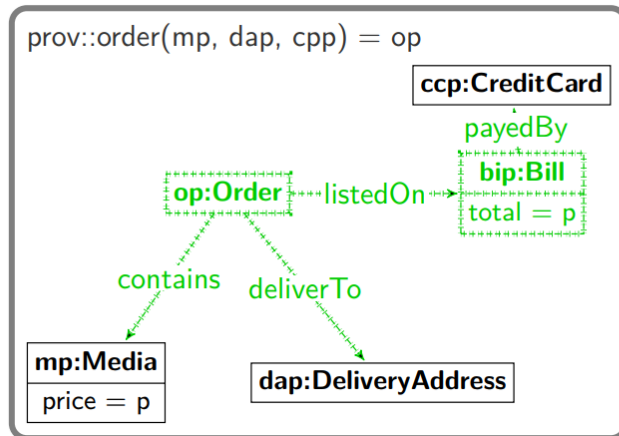 prov::order(mp, dap, cpp) = op
ccp:CreditCard
payedBy
bip:Bill
total = p
op:Order
listedOn
contains
deliverTo
mp:Media
price = p
dap:DeliveryAddress